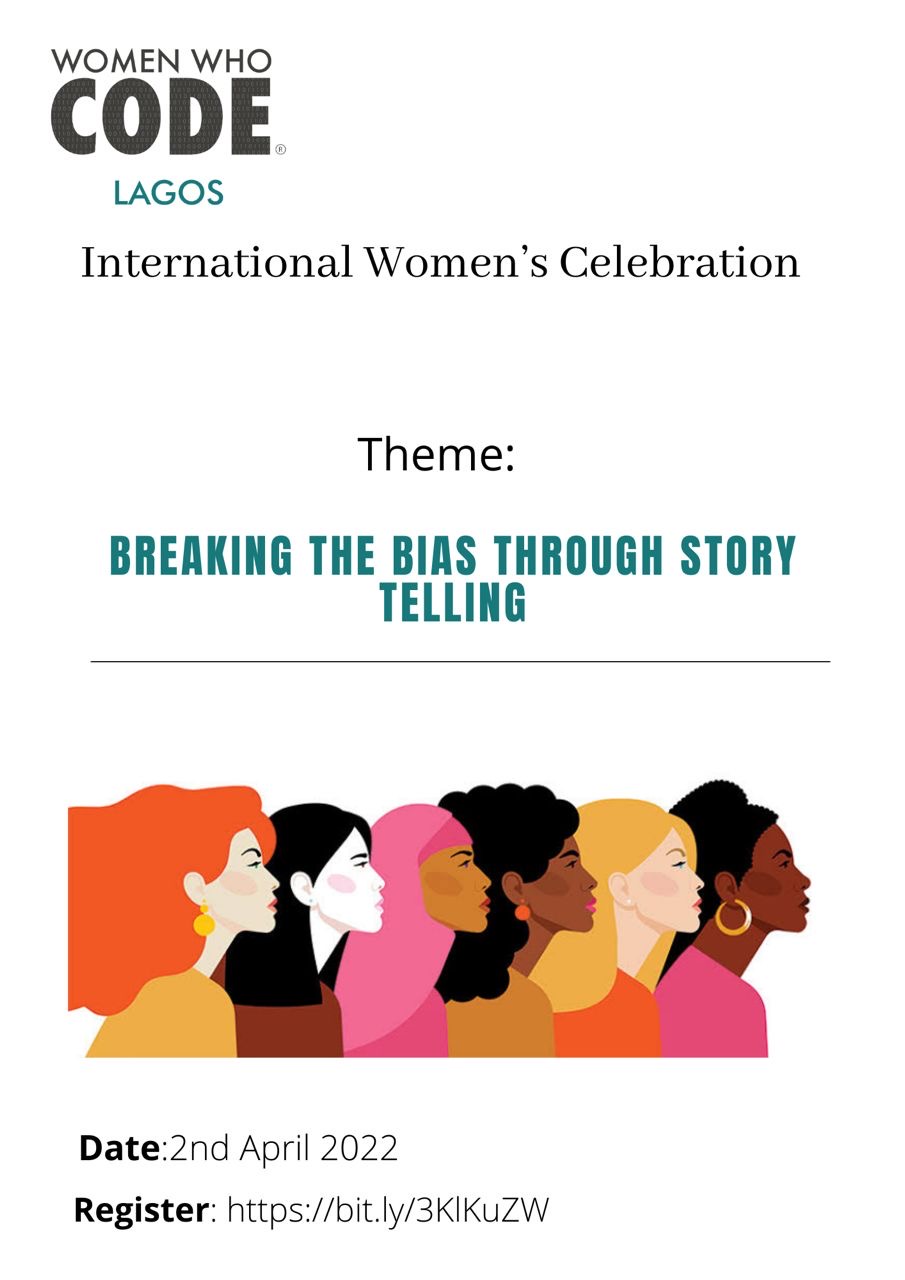 WOMEN WHO
CODE®
LAGOS
International Women’s Celebration
Theme:
BREAKING THE BIAS THROUGH STORY
TELLING
Date:2nd April 2022
Register: https://bit.ly/3KlKuZW